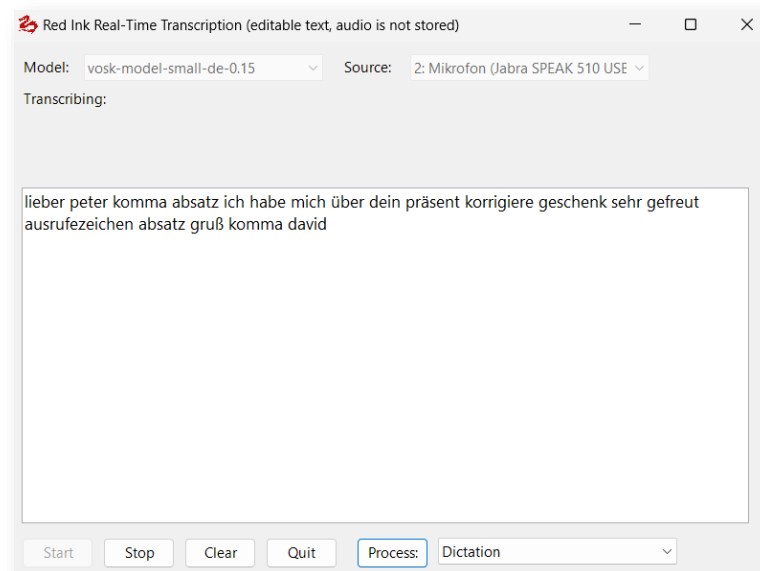 Red Ink Real-Time Transcription (editable text, audio is not stored)
Model: vosk-model-small-de-0.15 Source: 2: Mikrofon (Jabra SPEAK 510 USE
Transcribing:
lieber peter komma absatz ich habe mich über dein präsent korrigiere geschenk sehr gefreut
ausrufezeichen absatz gruß komma david
Start Stop Clear Quit Process: Dictation